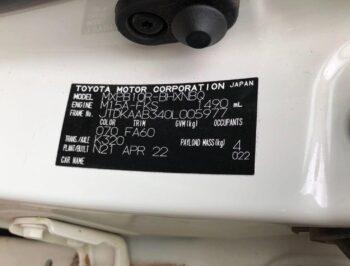 TOYOTA MOTOR CORPORATION JAPAN
MODEL MXPB10R-BHXNBQ
ENGINE M15A-FKS 1490 mL
FRAME No. JTDKAAB340L005977
COLOR TRIM GVM(kg) OCCUPANTS
070 FA60
TRANS./AXLE K320 PAYLOAD MASS(kg) 4
PLANT/BUILT N21 APR 22 022
CAR NAME